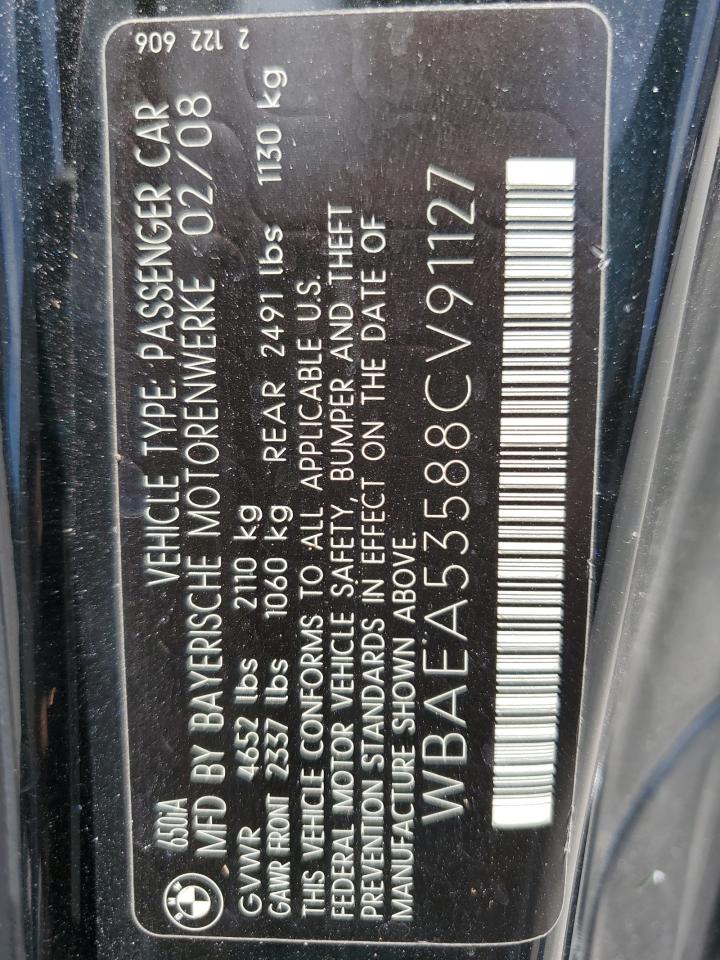 2 122 606
650iA VEHICLE TYPE: PASSENGER CAR
MFD BY BAYERISCHE MOTORENWERKE 02/08
GVWR 4652 lbs 2110 kg
GAWR FRONT 2337 lbs 1060 kg REAR 2491 lbs 1130 kg
THIS VEHICLE CONFORMS TO ALL APPLICABLE U.S.
FEDERAL MOTOR VEHICLE SAFETY, BUMPER AND THEFT
PREVENTION STANDARDS IN EFFECT ON THE DATE OF
MANUFACTURE SHOWN ABOVE.
WBAEA53588CV91127